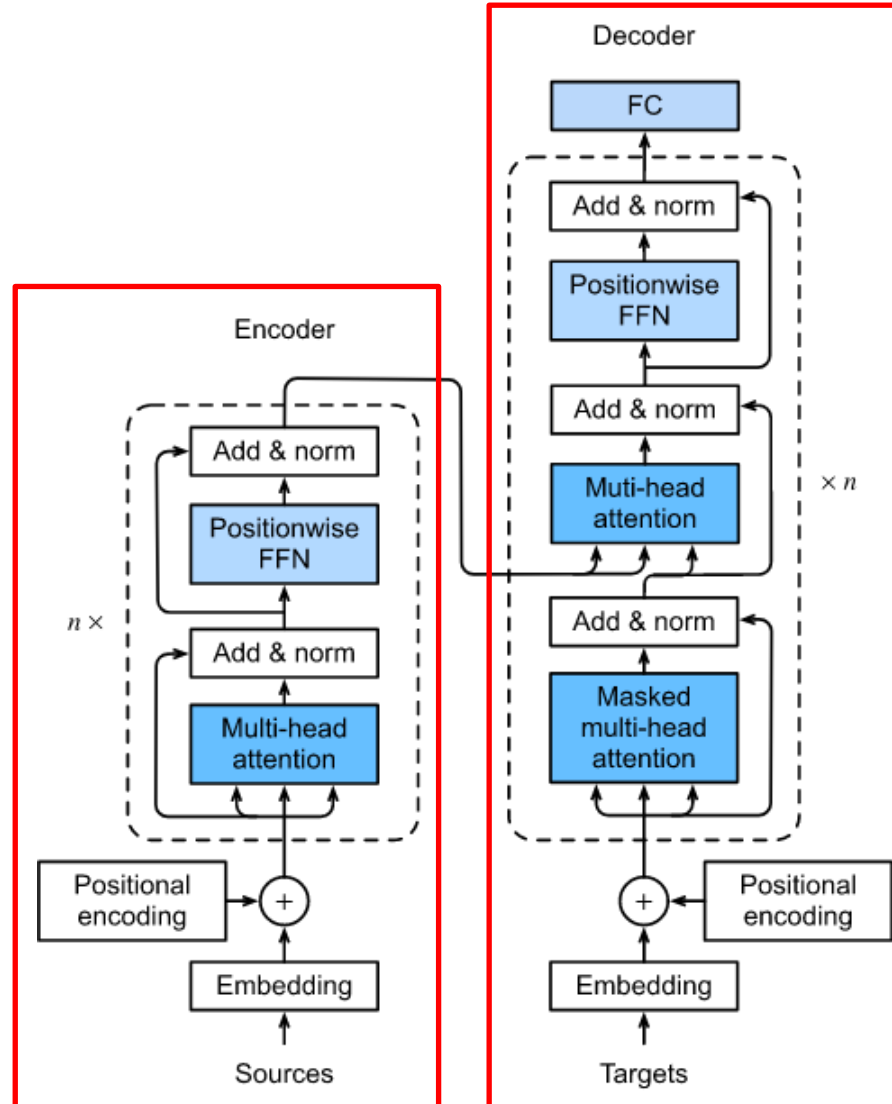 Decoder
FC
Add & norm
Positionwise
FFN
Add & norm
Muti-head
attention
× n
Add & norm
Masked
multi-head
attention
Positional
encoding
+
Embedding
Targets
Encoder
Add & norm
Positionwise
FFN
n ×
Add & norm
Multi-head
attention
Positional
encoding
+
Embedding
Sources